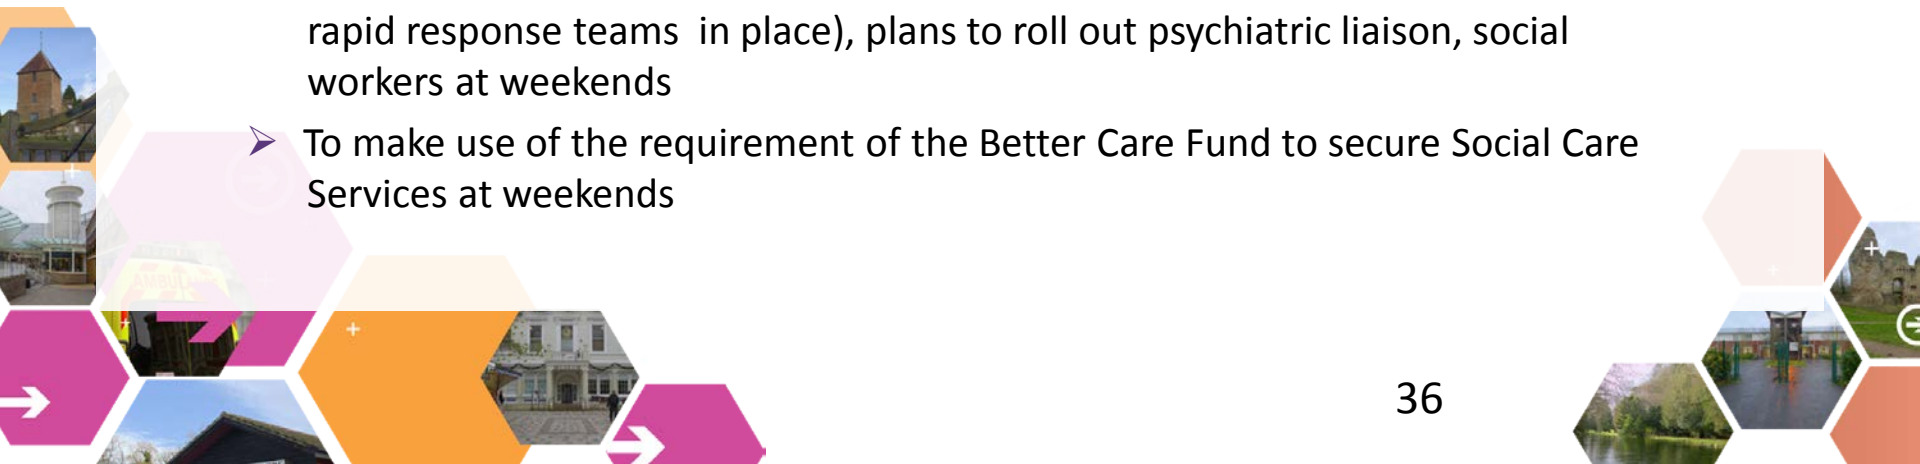 rapid response teams  in place), plans to roll out psychiatric liaison, social
workers at weekends
➢ To make use of the requirement of the Better Care Fund to secure Social Care
Services at weekends
36